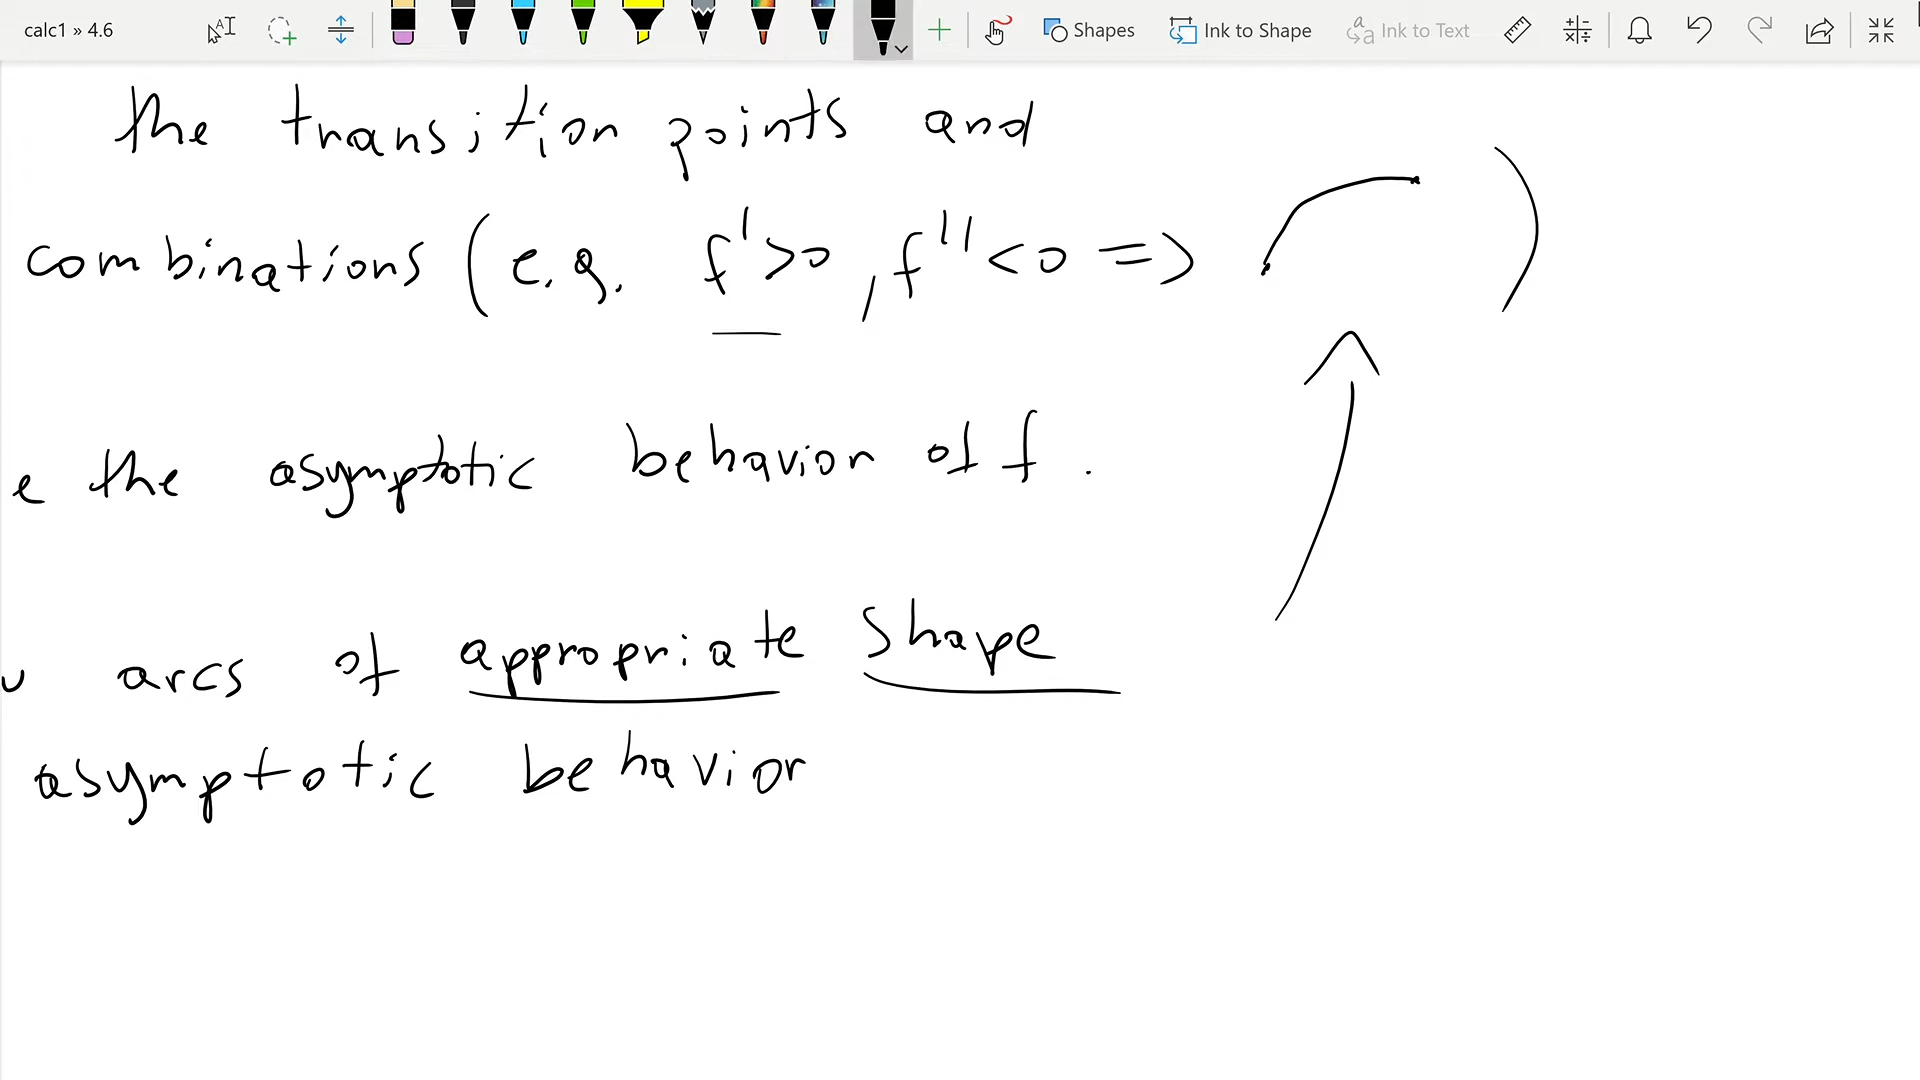 calc1 » 4.6 Shapes Ink to Shape Ink to Text
the transition points and
combinations (e.g. f'>0, f''<0 => )
e the asymptotic behavior of f.
arcs of appropriate shape
asymptotic behavior